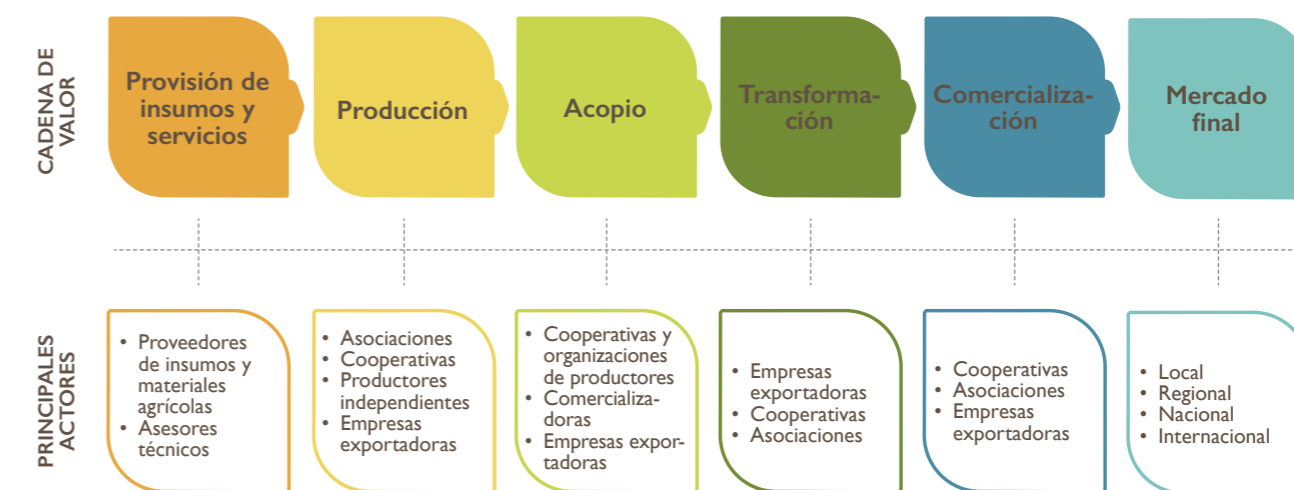 CADENA DE
VALOR
Provisión de
insumos y
servicios
Producción
Acopio
Transforma-
ción
Comercializa-
ción
Mercado
final
PRINCIPALES
ACTORES
• Proveedores
de insumos y
materiales
agrícolas
• Asesores
técnicos
• Asociaciones
• Cooperativas
• Productores
independientes
• Empresas
exportadoras
• Cooperativas y
organizaciones
de productores
• Comercializa-
doras
• Empresas expor-
tadoras
• Empresas
exportadoras
• Cooperativas
• Asociaciones
• Cooperativas
• Asociaciones
• Empresas
exportadoras
• Local
• Regional
• Nacional
• Internacional